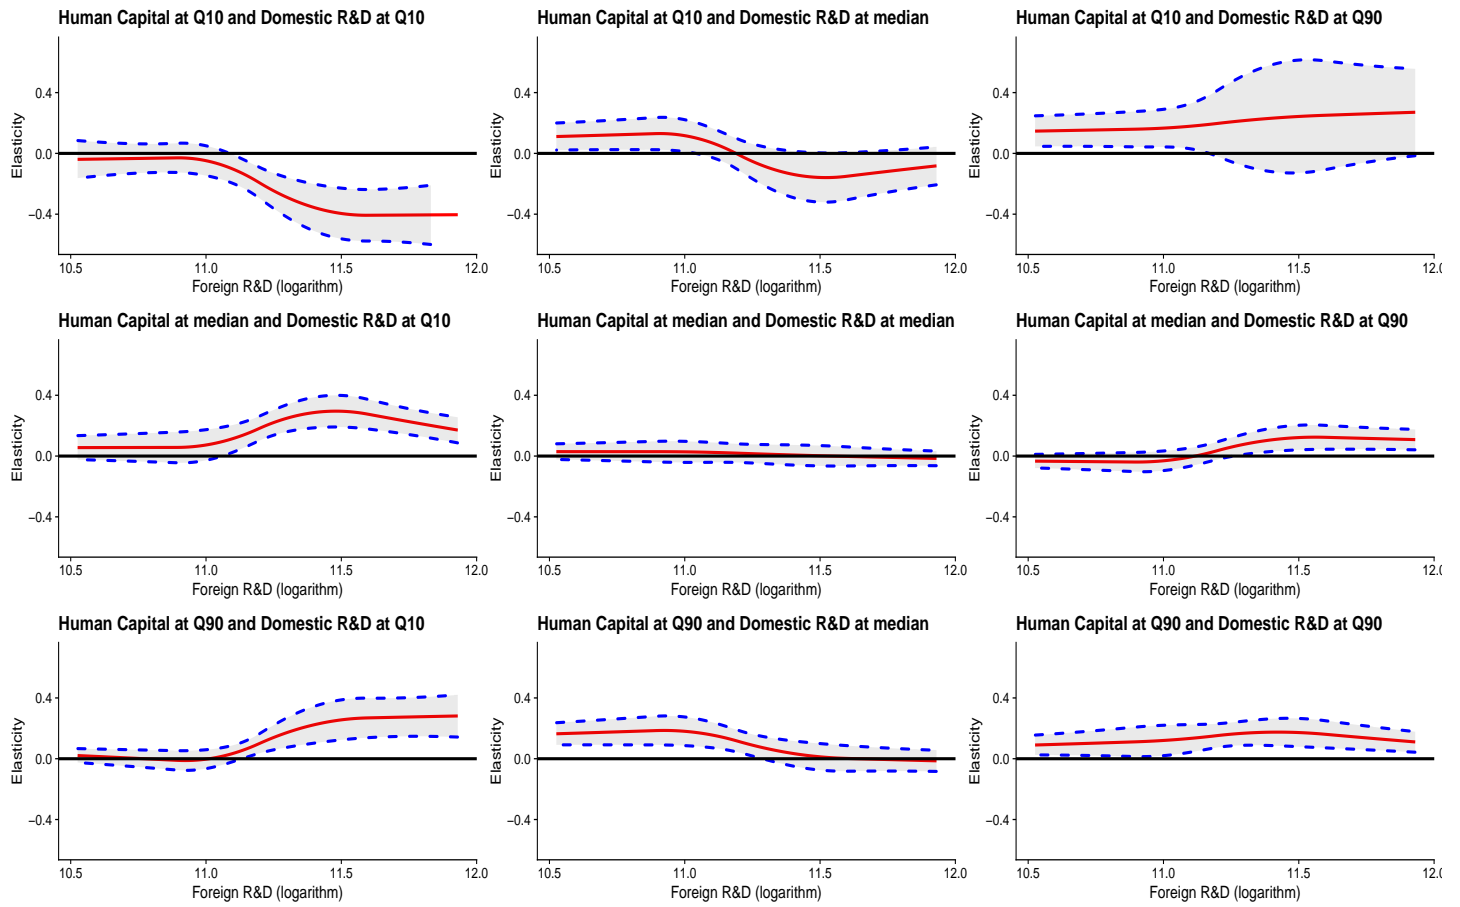 Human Capital at Q10 and Domestic R&D at Q10
Human Capital at Q10 and Domestic R&D at median
Human Capital at Q10 and Domestic R&D at Q90
Elasticity
0.4
0.0
−0.4
10.5 11.0 11.5 12.0
Foreign R&D (logarithm)
Elasticity
0.4
0.0
−0.4
10.5 11.0 11.5 12.0
Foreign R&D (logarithm)
Elasticity
0.4
0.0
−0.4
10.5 11.0 11.5 12.0
Foreign R&D (logarithm)
Human Capital at median and Domestic R&D at Q10
Human Capital at median and Domestic R&D at median
Human Capital at median and Domestic R&D at Q90
Elasticity
0.4
0.0
−0.4
10.5 11.0 11.5 12.0
Foreign R&D (logarithm)
Elasticity
0.4
0.0
−0.4
10.5 11.0 11.5 12.0
Foreign R&D (logarithm)
Elasticity
0.4
0.0
−0.4
10.5 11.0 11.5 12.0
Foreign R&D (logarithm)
Human Capital at Q90 and Domestic R&D at Q10
Human Capital at Q90 and Domestic R&D at median
Human Capital at Q90 and Domestic R&D at Q90
Elasticity
0.4
0.0
−0.4
10.5 11.0 11.5 12.0
Foreign R&D (logarithm)
Elasticity
0.4
0.0
−0.4
10.5 11.0 11.5 12.0
Foreign R&D (logarithm)
Elasticity
0.4
0.0
−0.4
10.5 11.0 11.5 12.0
Foreign R&D (logarithm)